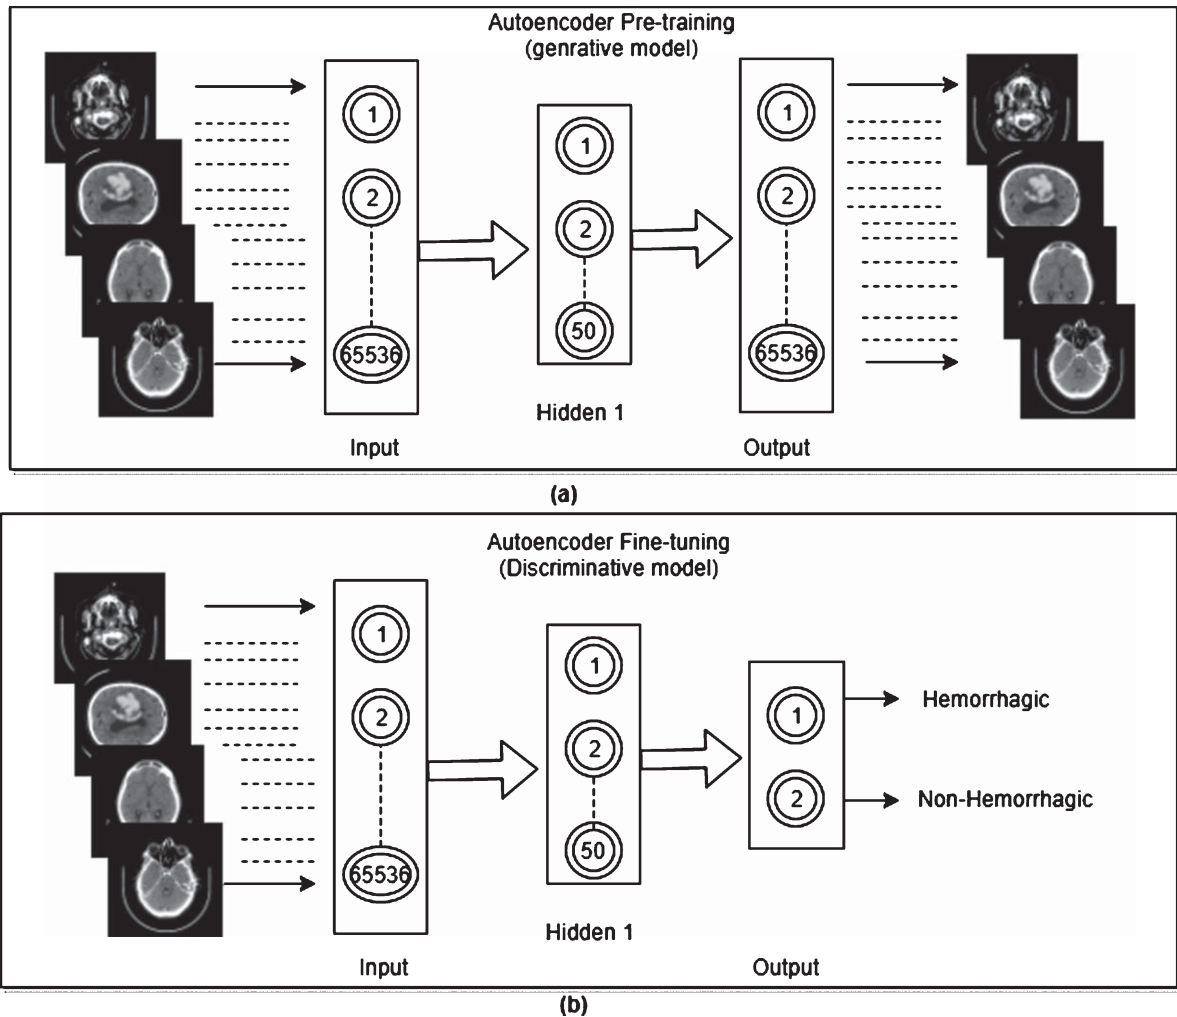 Autoencoder Pre-training
(genrative model)
1
2
65536
1
2
50
1
2
65536
Hidden 1
Input
Output
(a)
Autoencoder Fine-tuning
(Discriminative model)
1
2
65536
1
2
50
1
2
Hemorrhagic
Non-Hemorrhagic
Hidden 1
Input
Output
(b)